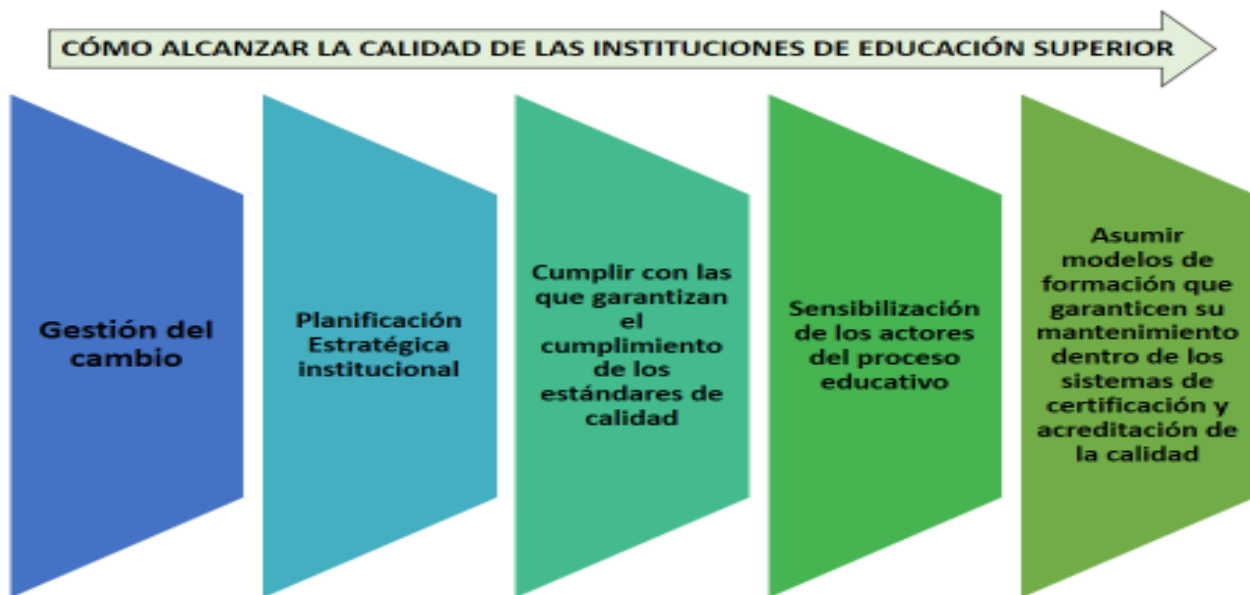 CÓMO ALCANZAR LA CALIDAD DE LAS INSTITUCIONES DE EDUCACIÓN SUPERIOR
Gestión del
cambio
Planificación
Estratégica
institucional
Cumplir con las
que garantizan
el
cumplimiento
de los
estándares de
calidad
Sensibilización
de los actores
del proceso
educativo
Asumir
modelos de
formación que
garanticen su
mantenimiento
dentro de los
sistemas de
certificación y
acreditación de
la calidad